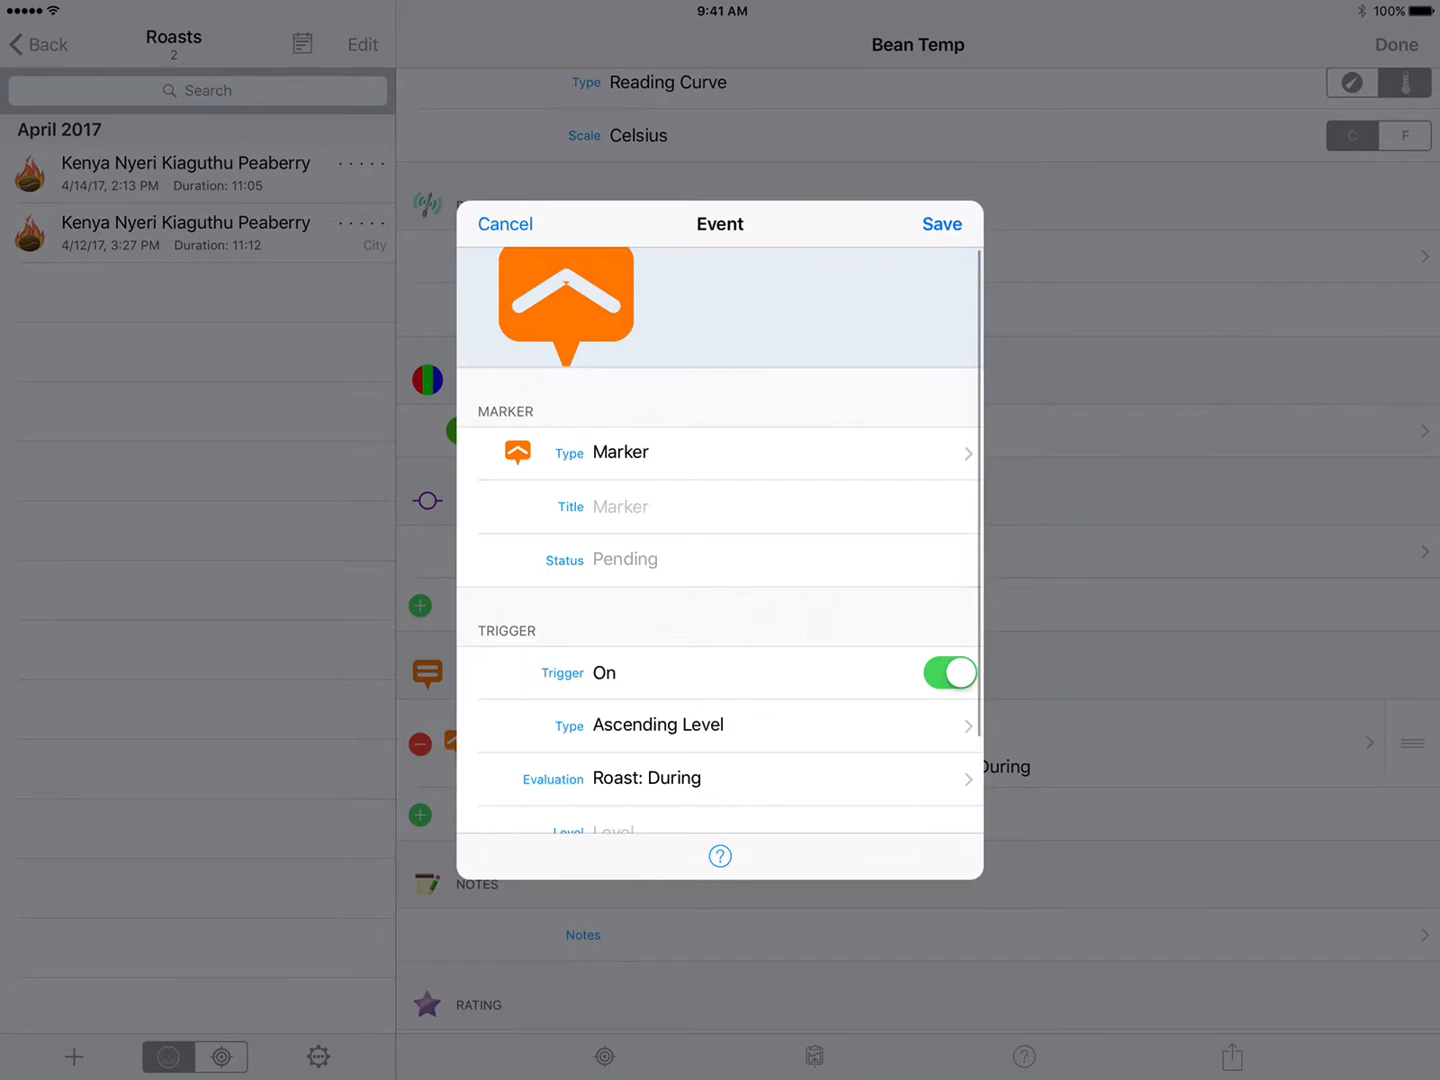 9:41 AM
100%
Back
Roasts
2
Edit
Bean Temp
Done
Search
April 2017
Kenya Nyeri Kiaguthu Peaberry
4/14/17, 2:13 PM Duration: 11:05
Kenya Nyeri Kiaguthu Peaberry
4/12/17, 3:27 PM Duration: 11:12
City
Type Reading Curve
Scale Celsius
C F
Cancel
Event
Save
MARKER
Type Marker
Title Marker
Status Pending
TRIGGER
Trigger On
Type Ascending Level
Evaluation Roast: During
Level Level
During
NOTES
Notes
RATING